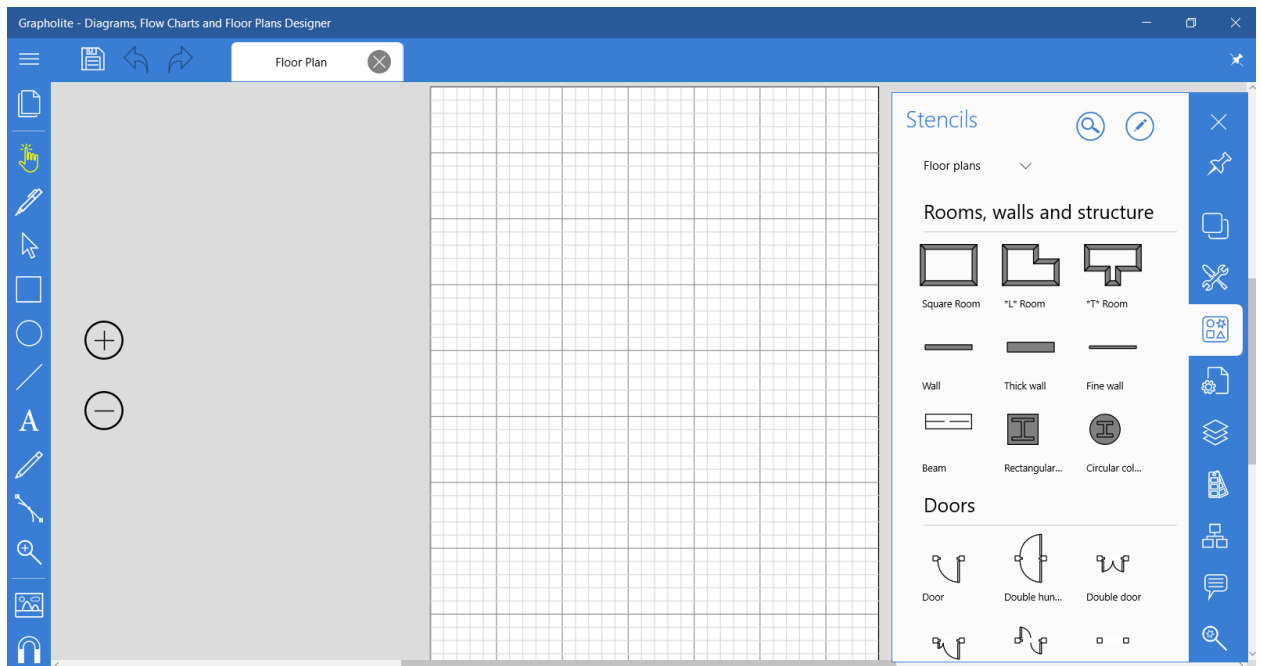 Grapholite - Diagrams, Flow Charts and Floor Plans Designer
Floor Plan
Stencils
Floor plans
Rooms, walls and structure
Square Room *L* Room *T* Room
Wall Thick wall Fine wall
Beam Rectangular... Circular col...
Doors
Door Double hun... Double door
A